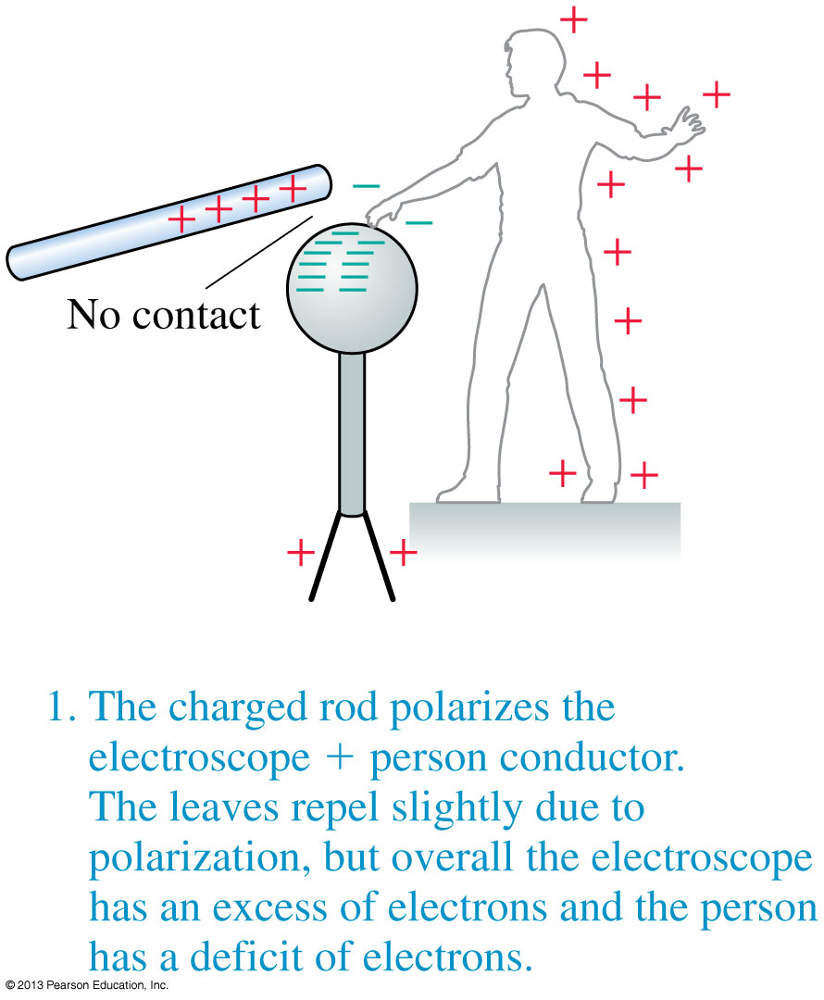 No contact
1. The charged rod polarizes the
electroscope + person conductor.
The leaves repel slightly due to
polarization, but overall the electroscope
has an excess of electrons and the person
has a deficit of electrons.
© 2013 Pearson Education, Inc.